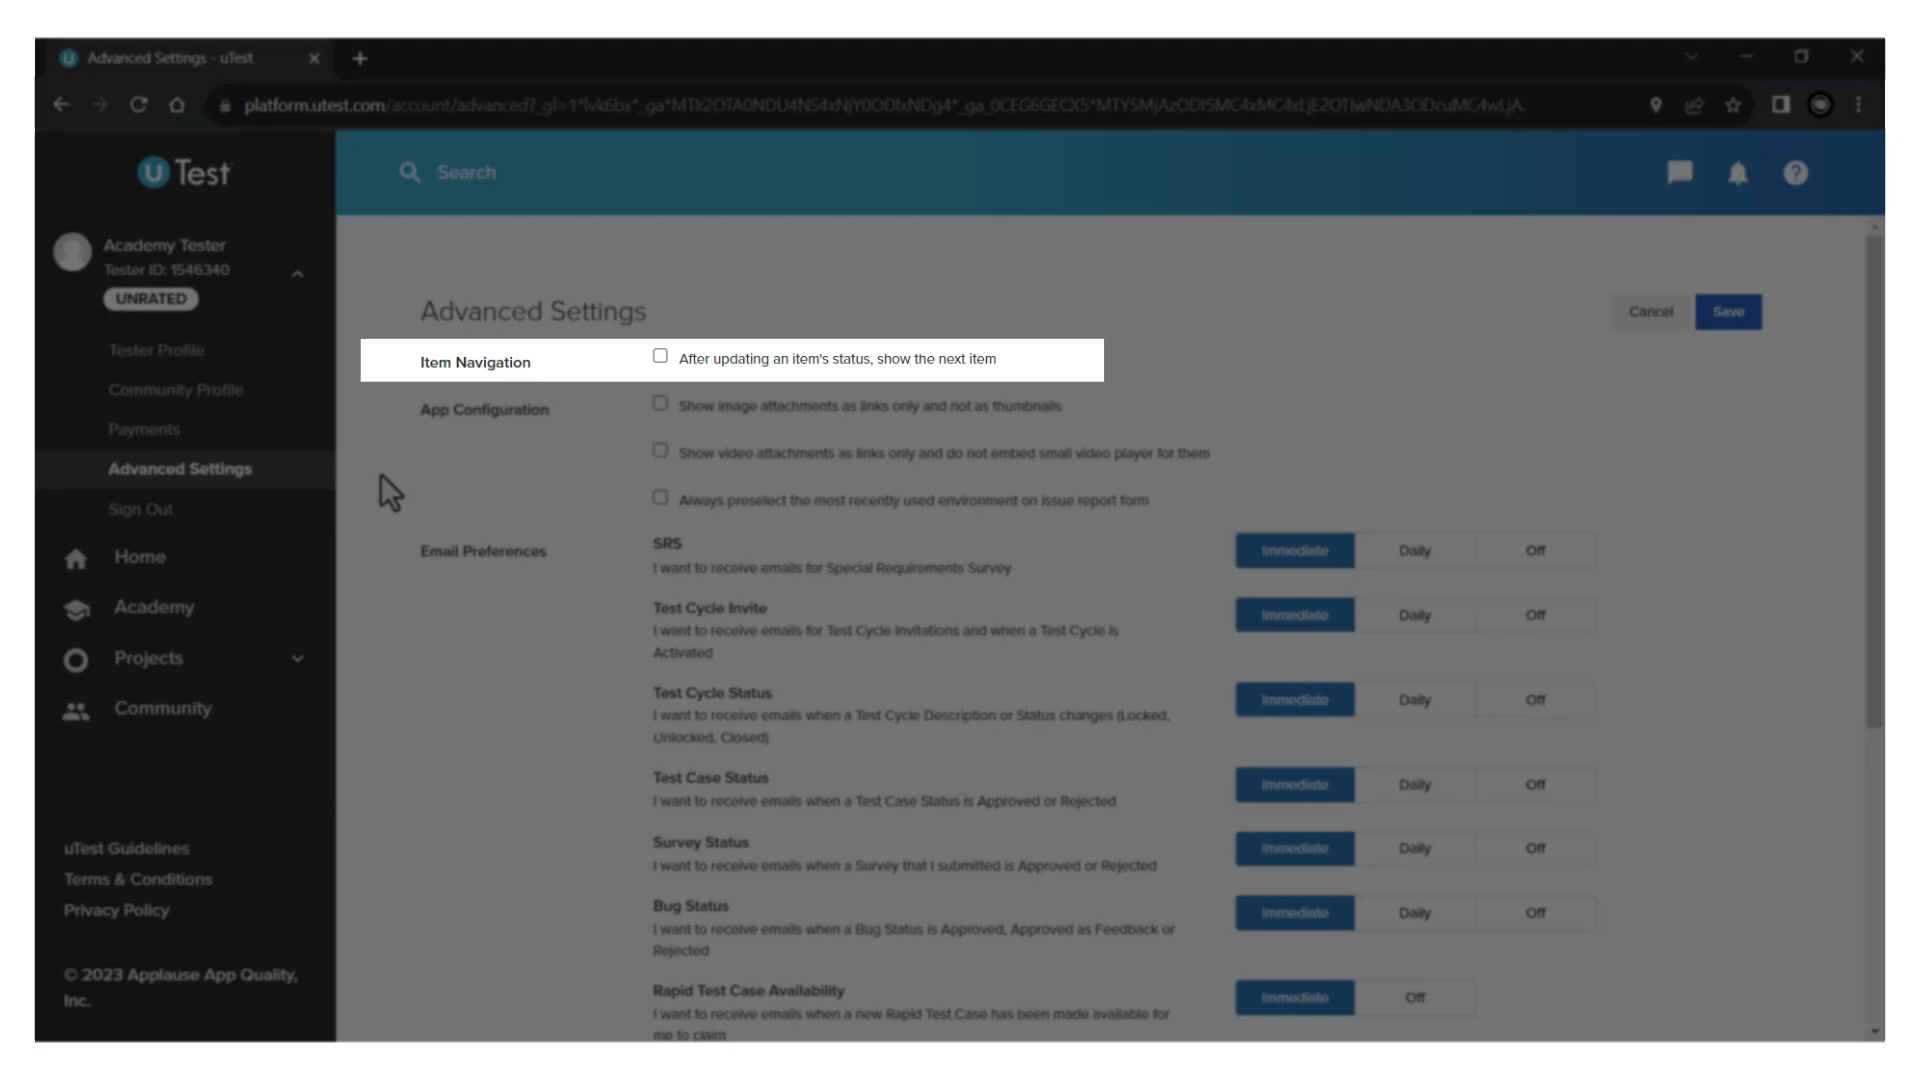 Advanced Settings - uTest
platform.utest.com/account/advanced?_gl=1*lvk6bx*_ga*
uTest
Search
Academy Tester
Tester ID: 1546340
UNRATED
Tester Profile
Community Profile
Payments
Advanced Settings
Sign Out
Home
Academy
Projects
Community
uTest Guidelines
Terms & Conditions
Privacy Policy
© 2023 Applause App Quality,
Inc.
Advanced Settings
Cancel
Save
Item Navigation
After updating an item's status, show the next item
App Configuration
Show image attachments as links only and not as thumbnails
Show video attachments as links only and do not embed small video player for them
Always preselect the most recently used environment on issue report form
Email Preferences
SRS
I want to receive emails for Special Requirements Survey
Immediate Daily Off
Test Cycle Invite
I want to receive emails for Test Cycle Invitations and when a Test Cycle is
Activated
Immediate Daily Off
Test Cycle Status
I want to receive emails when a Test Cycle Description or Status changes (Locked,
Unlocked, Closed)
Immediate Daily Off
Test Case Status
I want to receive emails when a Test Case Status is Approved or Rejected
Immediate Daily Off
Survey Status
I want to receive emails when a Survey that I submitted is Approved or Rejected
Immediate Daily Off
Bug Status
I want to receive emails when a Bug Status is Approved, Approved as Feedback or
Rejected
Immediate Daily Off
Rapid Test Case Availability
I want to receive emails when a new Rapid Test Case has been made available for
me to claim
Immediate Off